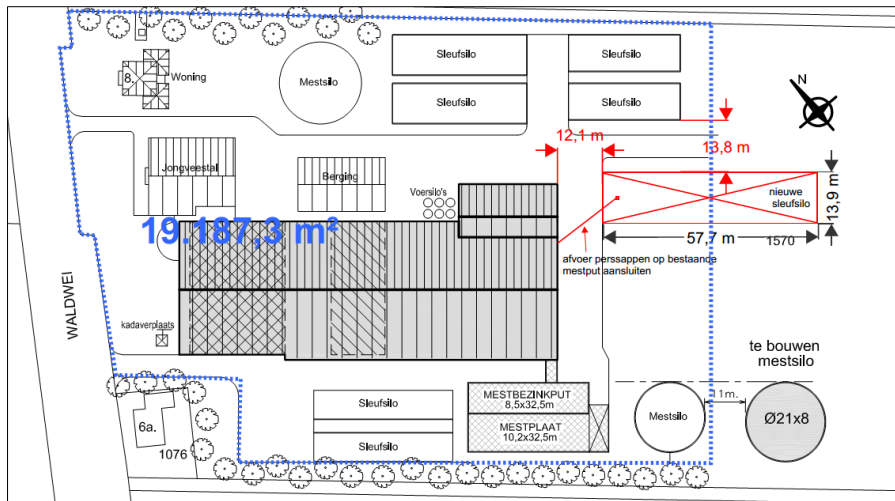 8.
Woning
Mestsilo
Sleufsilo
Sleufsilo
Sleufsilo
Sleufsilo
N
12,1 m
13,8 m
Jongveestal
Berging
Voersilo's
nieuwe
sleufsilo
13,9 m
19.187,3 m²
57,7 m
1570
afvoer perssappen op bestaande
mestput aansluiten
WALDWEI
kadaverplaats
te bouwen
mestsilo
6a.
1076
Sleufsilo
Sleufsilo
MESTBEZINKPUT
8,5x32,5m
MESTPLAAT
10,2x32,5m
Mestsilo
1m.
Ø21x8